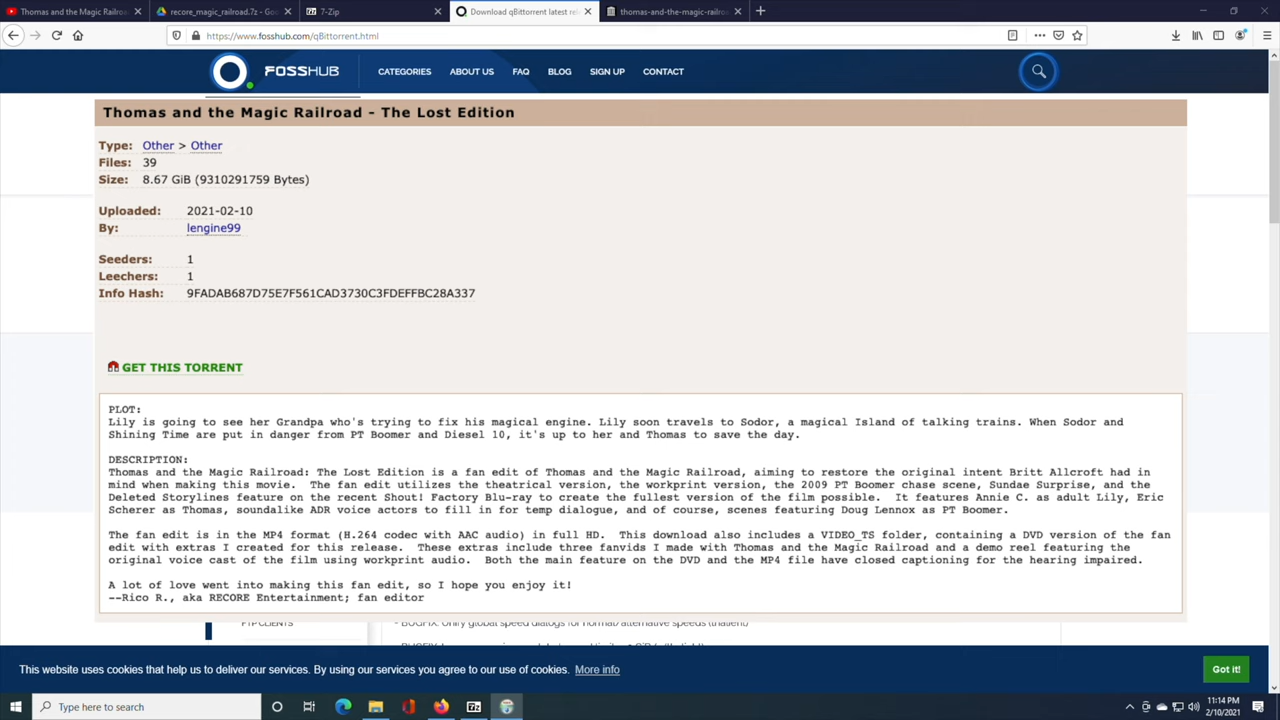 Thomas and the Magic Railroa
recore_magic_railroad.7z - Goo
7-Zip
Download qBittorrent latest rele
thomas-and-the-magic-railroa
https://www.fosshub.com/qBittorrent.html
FOSSHUB
CATEGORIES
ABOUT US
FAQ
BLOG
SIGN UP
CONTACT
Thomas and the Magic Railroad - The Lost Edition
Type: Other > Other
Files: 39
Size: 8.67 GiB (9310291759 Bytes)
Uploaded: 2021-02-10
By: lengine99
Seeders: 1
Leechers: 1
Info Hash: 9FADAB687D75E7F561CAD3730C3FDEFFBC28A337
GET THIS TORRENT
PLOT:
Lily is going to see her Grandpa who's trying to fix his magical engine. Lily soon travels to Sodor, a magical Island of talking trains. When Sodor and
Shining Time are put in danger from PT Boomer and Diesel 10, it's up to her and Thomas to save the day.
DESCRIPTION:
Thomas and the Magic Railroad: The Lost Edition is a fan edit of Thomas and the Magic Railroad, aiming to restore the original intent Britt Allcroft had in
mind when making this movie. The fan edit utilizes the theatrical version, the workprint version, the 2009 PT Boomer chase scene, Sundae Surprise, and the
Deleted Storylines feature on the recent Shout! Factory Blu-ray to create the fullest version of the film possible. It features Annie C. as adult Lily, Eric
Scherer as Thomas, soundalike ADR voice actors to fill in for temp dialogue, and of course, scenes featuring Doug Lennox as PT Boomer.
The fan edit is in the MP4 format (H.264 codec with AAC audio) in full HD. This download also includes a VIDEO_TS folder, containing a DVD version of the fan
edit with extras I created for this release. These extras include three fanvids I made with Thomas and the Magic Railroad and a demo reel featuring the
original voice cast of the film using workprint audio. Both the main feature on the DVD and the MP4 file have closed captioning for the hearing impaired.
A lot of love went into making this fan edit, so I hope you enjoy it!
--Rico R., aka RECORE Entertainment; fan editor
FTP CLIENTS
- BUGFIX: Unify global speed dialogs for normal/alternative speeds (thalieht)
This website uses cookies that help us to deliver our services. By using our services you agree to our use of cookies. More info
Got it!
Type here to search
11:14 PM
2/10/2021